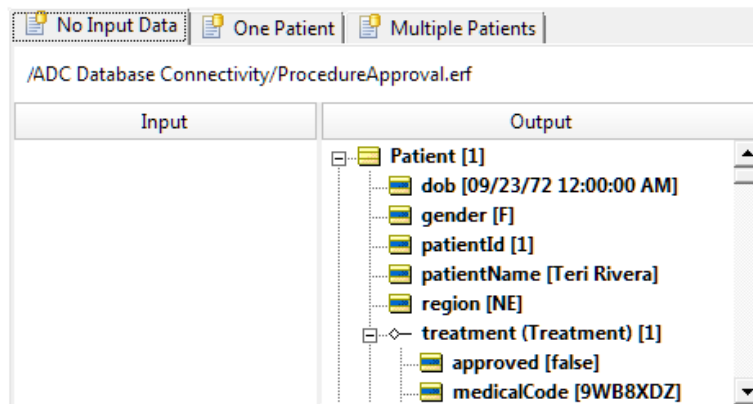 No Input Data One Patient Multiple Patients
/ADC Database Connectivity/ProcedureApproval.erf
Input Output
Patient [1]
dob [09/23/72 12:00:00 AM]
gender [F]
patientId [1]
patientName [Teri Rivera]
region [NE]
treatment (Treatment) [1]
approved [false]
medicalCode [9WB8XDZ]